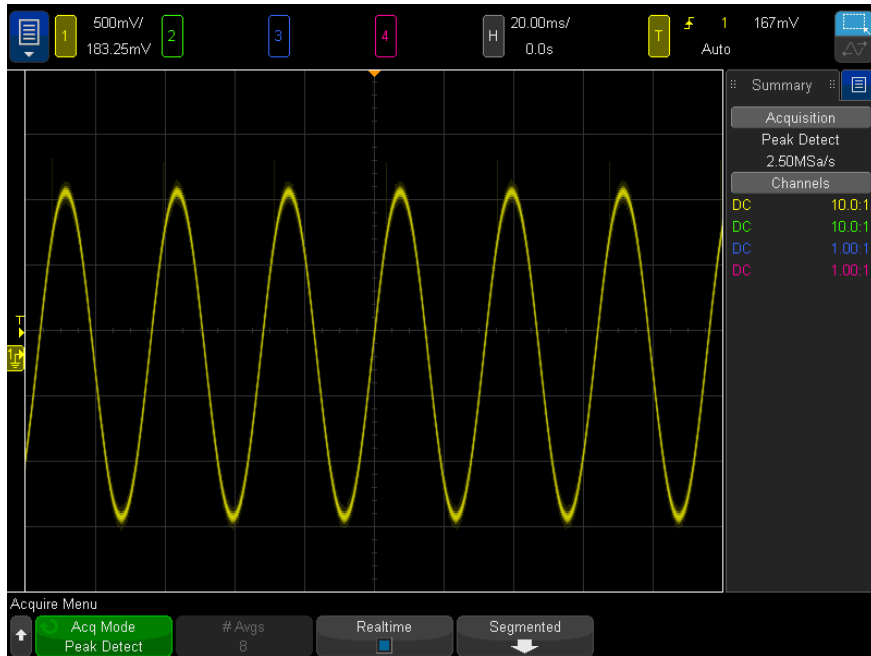 1 500mV/ 2 3 4 H 20.00ms/ T 1 167mV
183.25mV 0.0s Auto
Summary
Acquisition
Peak Detect
2.50MSa/s
Channels
DC 10.0:1
DC 10.0:1
DC 1.00:1
DC 1.00:1
T
1
Acquire Menu
Acq Mode # Avgs Realtime Segmented
Peak Detect 8